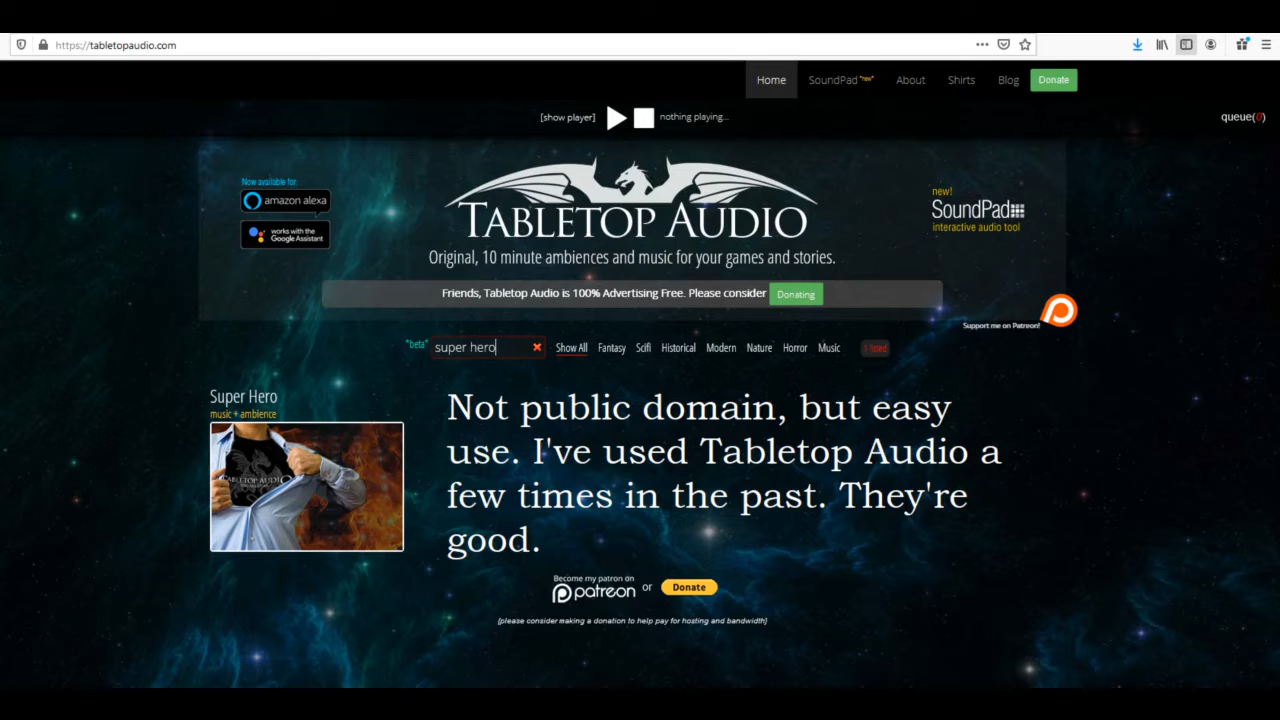 https://tabletopaudio.com
Home SoundPad *new* About Shirts Blog Donate
[show player] nothing playing... queue(0)
Now available for:
amazon alexa
works with the
Google Assistant
TABLETOP AUDIO
Original, 10 minute ambiences and music for your games and stories.
new!
SoundPad
interactive audio tool
Friends, Tabletop Audio is 100% Advertising Free. Please consider Donating
Support me on Patreon!
*beta* super hero Show All Fantasy Scifi Historical Modern Nature Horror Music 1 listed
Super Hero
music + ambience
TABLETOP AUDIO
Not public domain, but easy
use. I've used Tabletop Audio a
few times in the past. They're
good.
Become my patron on
patreon or Donate
[please consider making a donation to help pay for hosting and bandwidth]